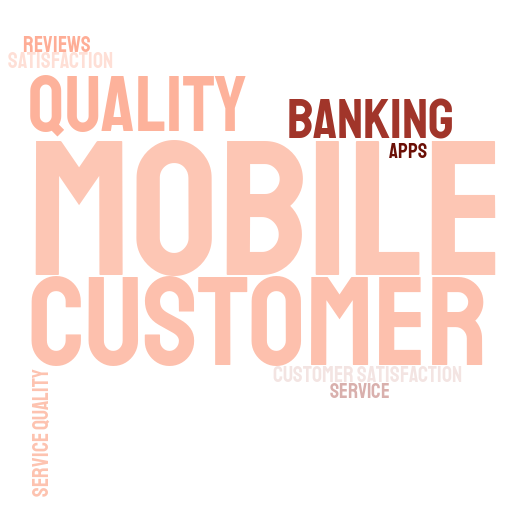 REVIEWS
SATISFACTION
QUALITY
BANKING
APPS
MOBILE
CUSTOMER
CUSTOMER SATISFACTION
SERVICE
SERVICE QUALITY